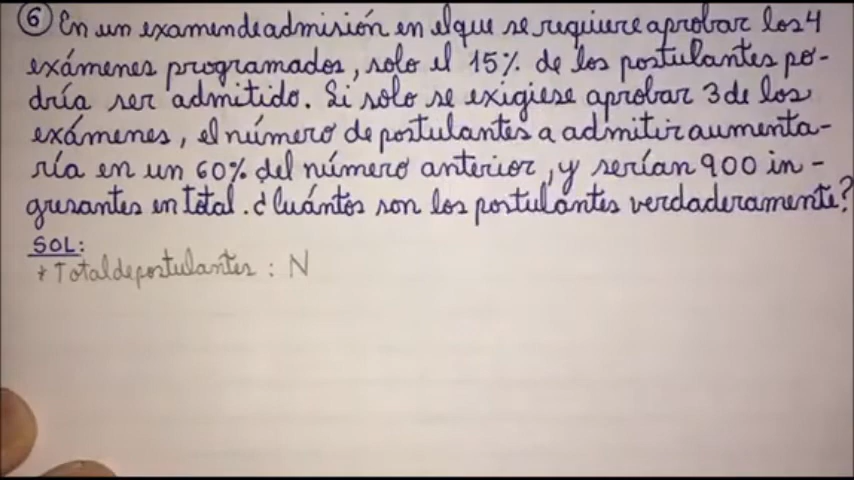 ⑥ En un examen de admisión en el que se requiere aprobar los 4
exámenes programados, solo el 15% de los postulantes po-
dría ser admitido. Si solo se exigiese aprobar 3 de los
exámenes, el número de postulantes a admitir aumenta-
ría en un 60% del número anterior, y serían 900 in-
gresantes en total. ¿Cuántos son los postulantes verdaderamente?
SOL:
* Total de postulantes : N